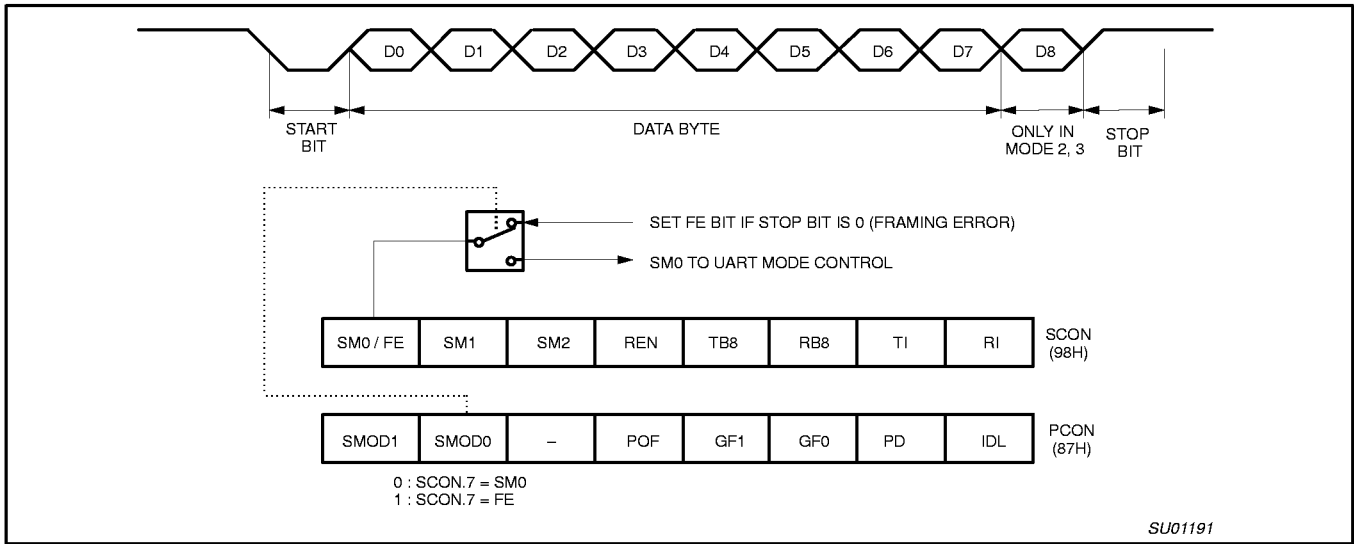 D0 D1 D2 D3 D4 D5 D6 D7 D8
START
BIT
DATA BYTE
ONLY IN
MODE 2, 3
STOP
BIT
SET FE BIT IF STOP BIT IS 0 (FRAMING ERROR)
SM0 TO UART MODE CONTROL
SM0 / FE SM1 SM2 REN TB8 RB8 TI RI
SCON
(98H)
SMOD1 SMOD0 – POF GF1 GF0 PD IDL
PCON
(87H)
0 : SCON.7 = SM0
1 : SCON.7 = FE
SU01191